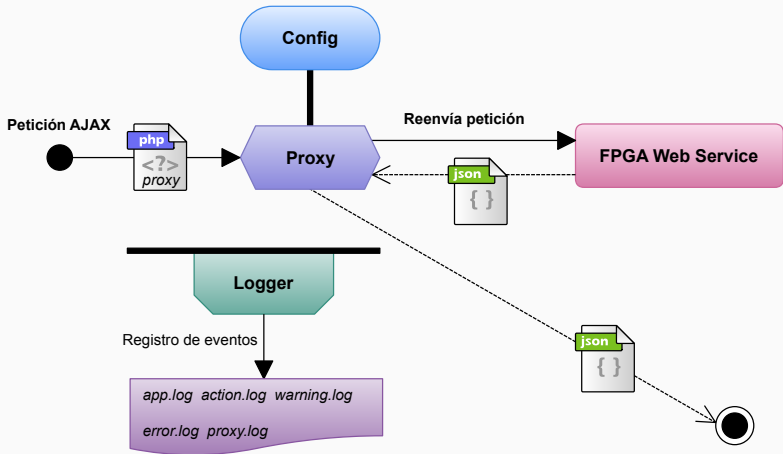 Config
Petición AJAX
php
<?>
proxy
Proxy
Reenvía petición
FPGA Web Service
json
{ }
Logger
Registro de eventos
json
{ }
app.log action.log warning.log
error.log proxy.log